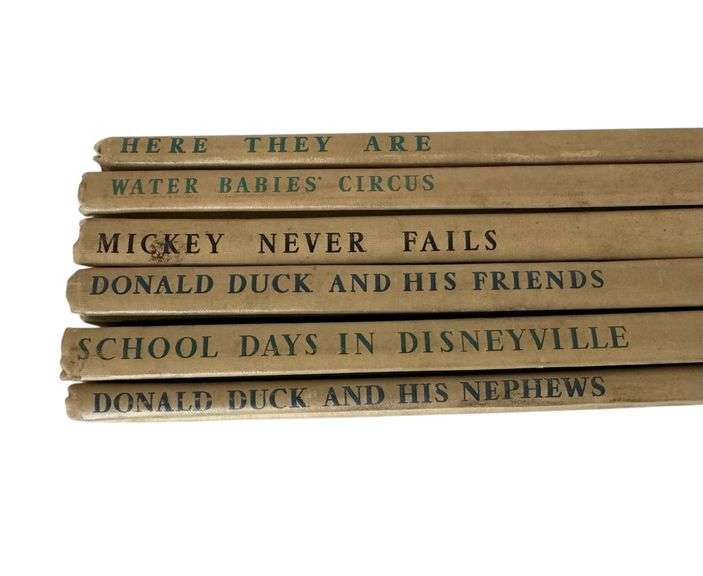 HERE THEY ARE
WATER BABIES' CIRCUS
MICKEY NEVER FAILS
DONALD DUCK AND HIS FRIENDS
SCHOOL DAYS IN DISNEYVILLE
DONALD DUCK AND HIS NEPHEWS